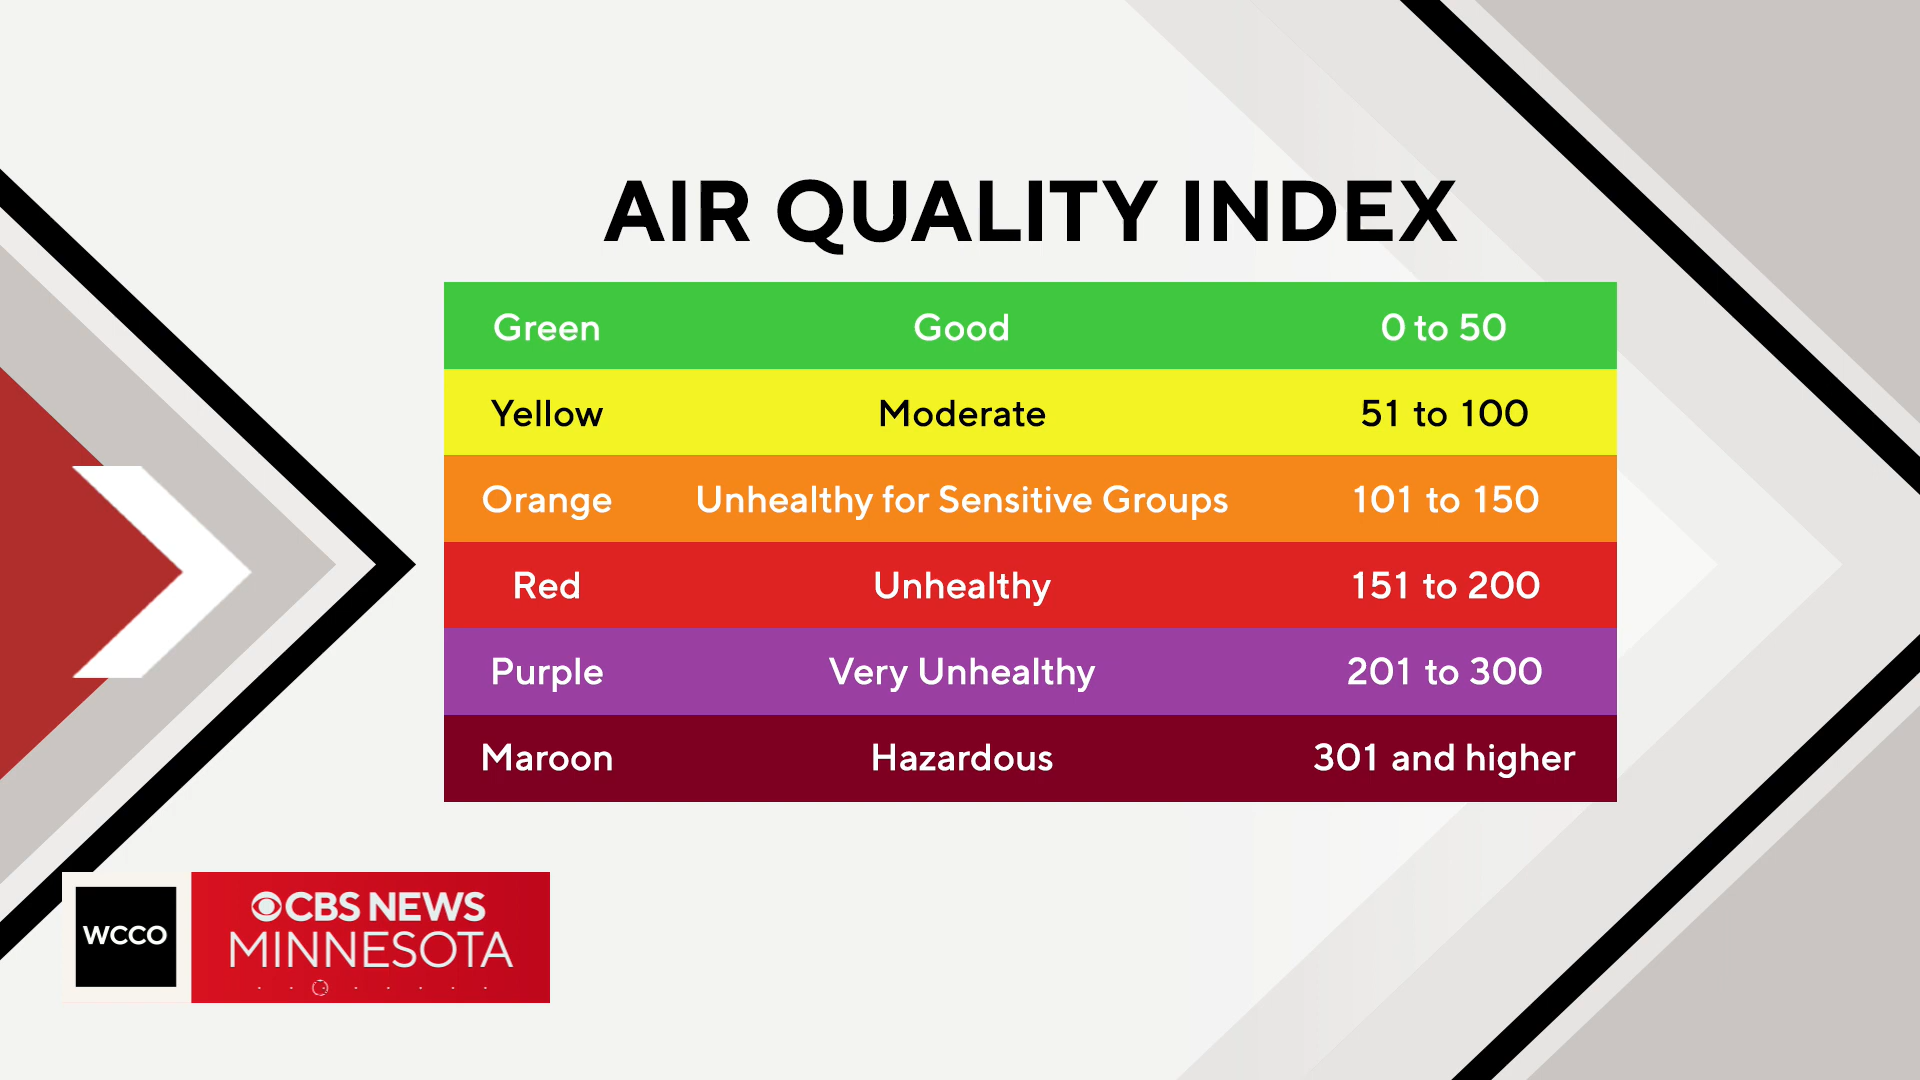 AIR QUALITY INDEX
Green Good 0 to 50
Yellow Moderate 51 to 100
Orange Unhealthy for Sensitive Groups 101 to 150
Red Unhealthy 151 to 200
Purple Very Unhealthy 201 to 300
Maroon Hazardous 301 and higher
WCCO
CBS NEWS
MINNESOTA